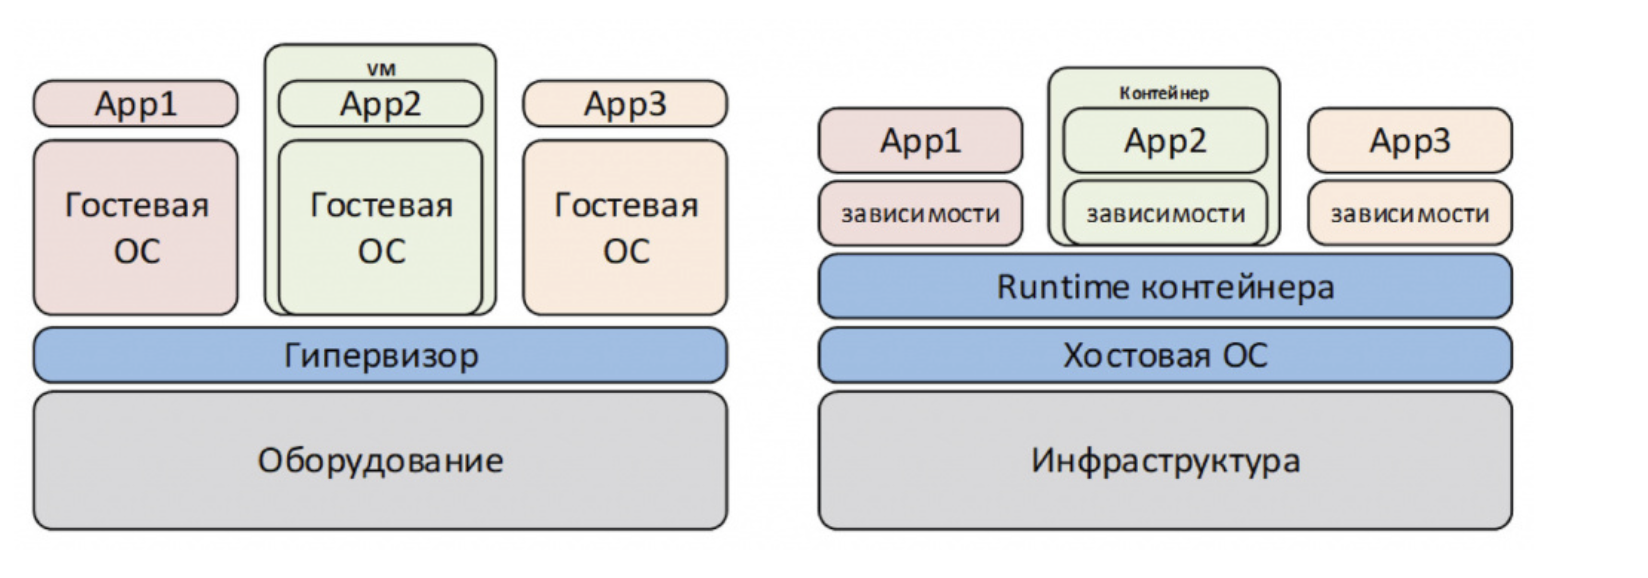 VM
App1
App2
App3
Гостевая
ОС
Гостевая
ОС
Гостевая
ОС
Гипервизор
Оборудование
Контейнер
App1
App2
App3
зависимости
зависимости
зависимости
Runtime контейнера
Хостовая ОС
Инфраструктура